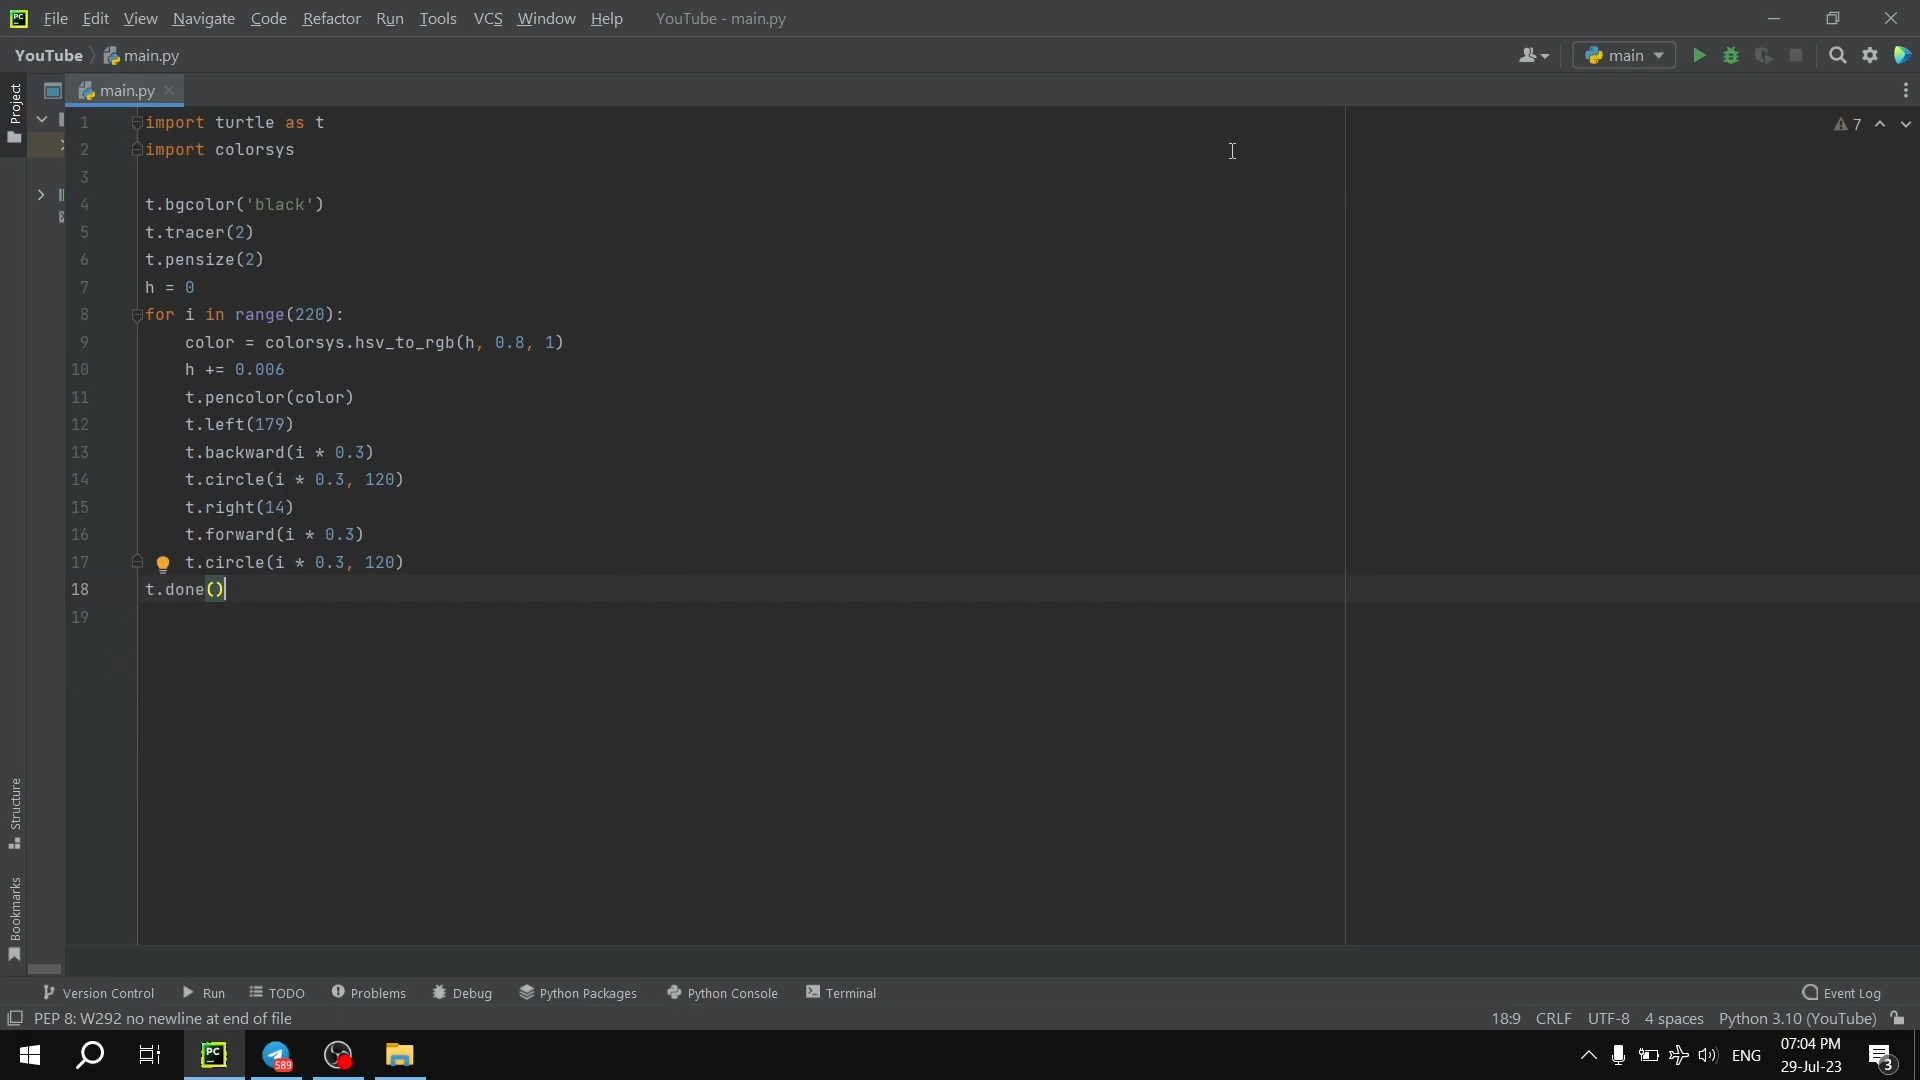 PC File Edit View Navigate Code Refactor Run Tools VCS Window Help YouTube - main.py
YouTube main.py main
Project
main.py
1 import turtle as t 7
2 import colorsys
3
4 t.bgcolor('black')
5 t.tracer(2)
6 t.pensize(2)
7 h = 0
8 for i in range(220):
9 color = colorsys.hsv_to_rgb(h, 0.8, 1)
10 h += 0.006
11 t.pencolor(color)
12 t.left(179)
13 t.backward(i * 0.3)
14 t.circle(i * 0.3, 120)
15 t.right(14)
16 t.forward(i * 0.3)
17 t.circle(i * 0.3, 120)
18 t.done()
19
Structure
Bookmarks
Version Control Run TODO Problems Debug Python Packages Python Console Terminal Event Log
PEP 8: W292 no newline at end of file 18:9 CRLF UTF-8 4 spaces Python 3.10 (YouTube)
PC 589 ENG 07:04 PM
29-Jul-23 3